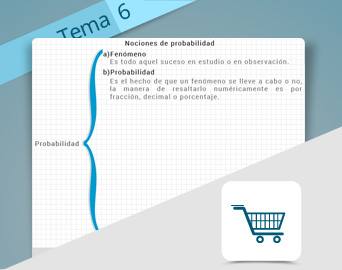 Tema 6
Nociones de probabilidad
a)Fenómeno
Es todo aquel suceso en estudio o en observación.
b)Probabilidad
Es el hecho de que un fenómeno se lleve a cabo o no,
la manera de resaltarlo numéricamente es por
fracción, decimal o porcentaje.
Probabilidad